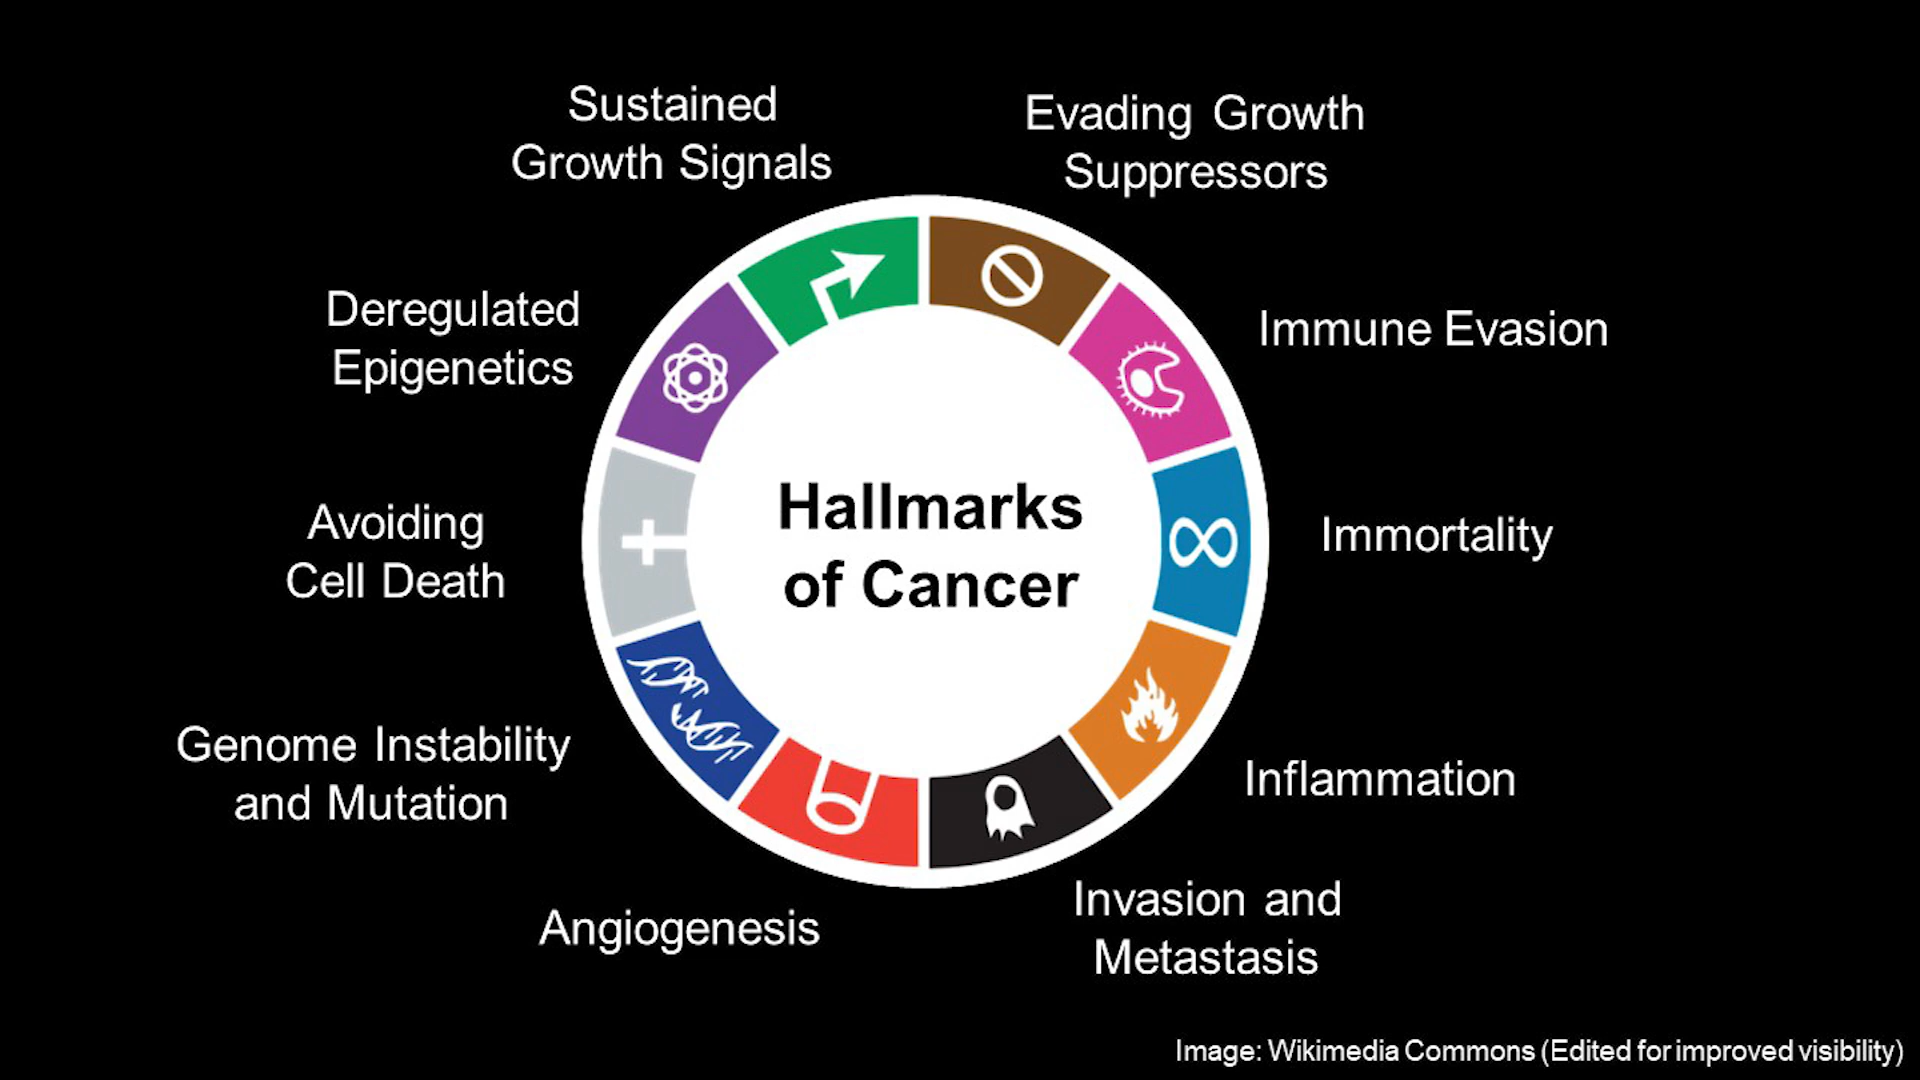 Sustained
Growth Signals
Evading Growth
Suppressors
Deregulated
Epigenetics
Immune Evasion
Avoiding
Cell Death
Hallmarks
of Cancer
Immortality
Genome Instability
and Mutation
Inflammation
Angiogenesis
Invasion and
Metastasis
Image: Wikimedia Commons (Edited for improved visibility)